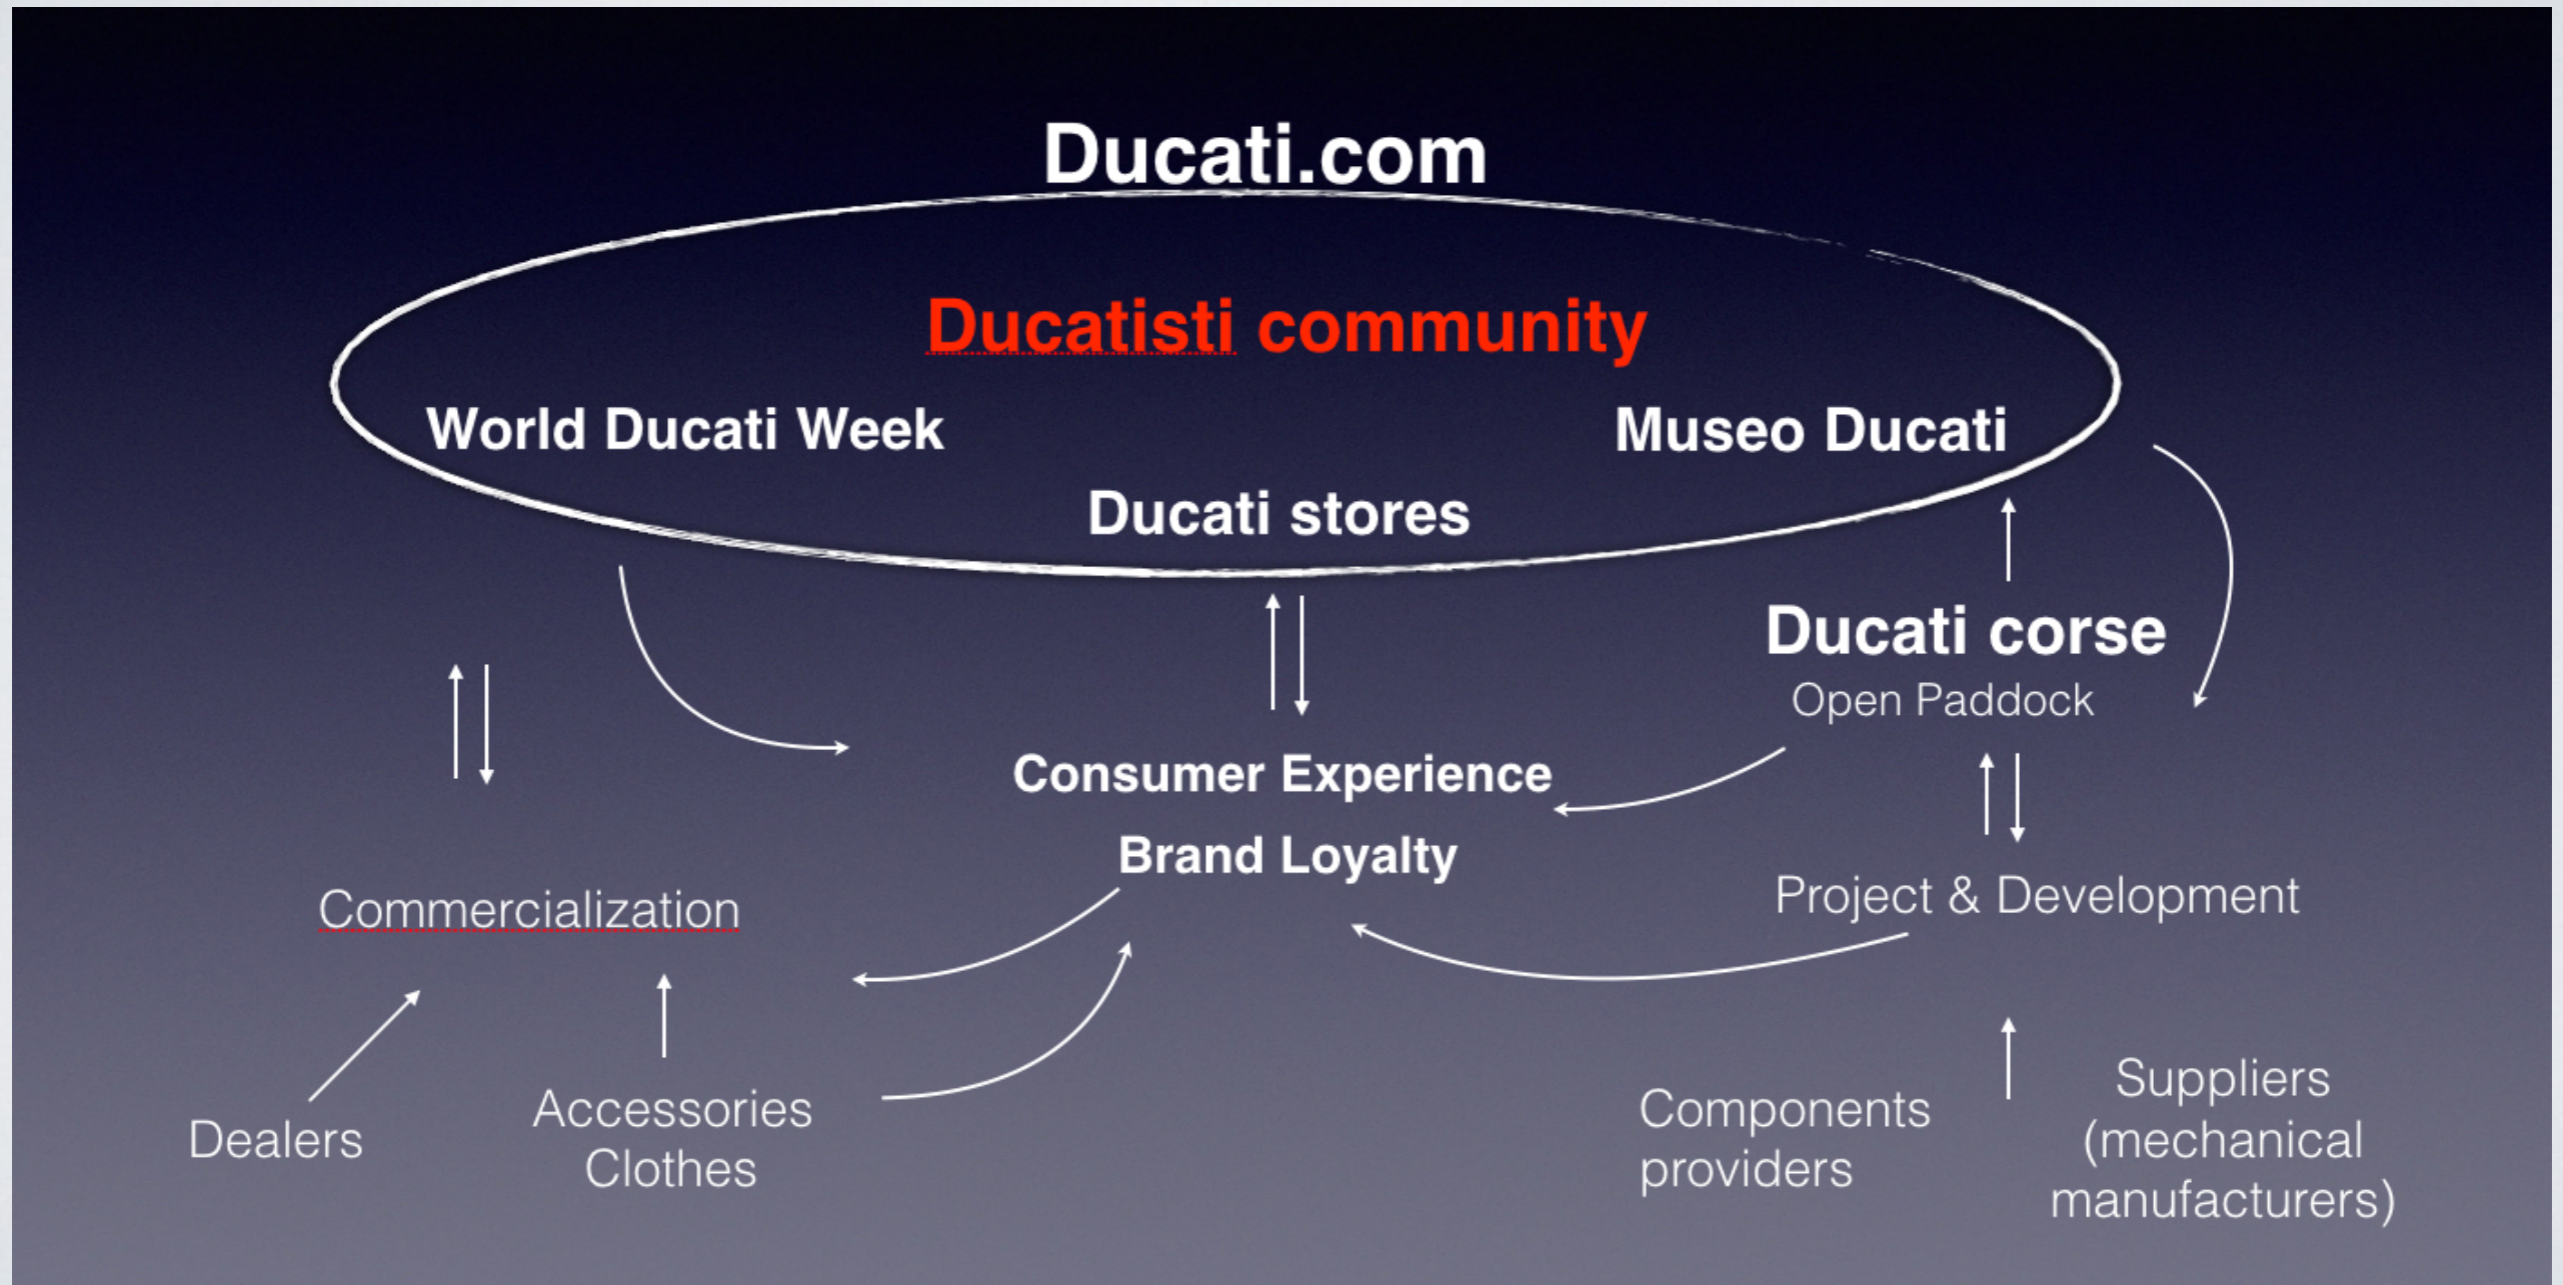 Ducati.com
Ducatisti community
World Ducati Week
Museo Ducati
Ducati stores
Ducati corse
Open Paddock
Consumer Experience
Brand Loyalty
Project & Development
Commercialization
Dealers
Accessories
Clothes
Components
providers
Suppliers
(mechanical
manufacturers)